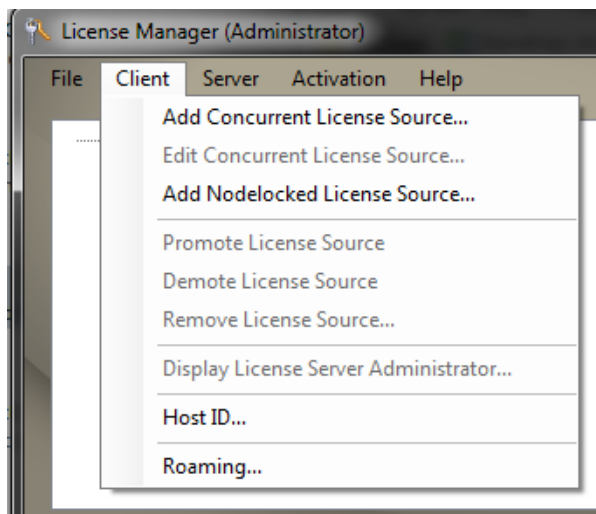 License Manager (Administrator)
File Client Server Activation Help
Add Concurrent License Source...
Edit Concurrent License Source...
Add Nodelocked License Source...
Promote License Source
Demote License Source
Remove License Source...
Display License Server Administrator...
Host ID...
Roaming...